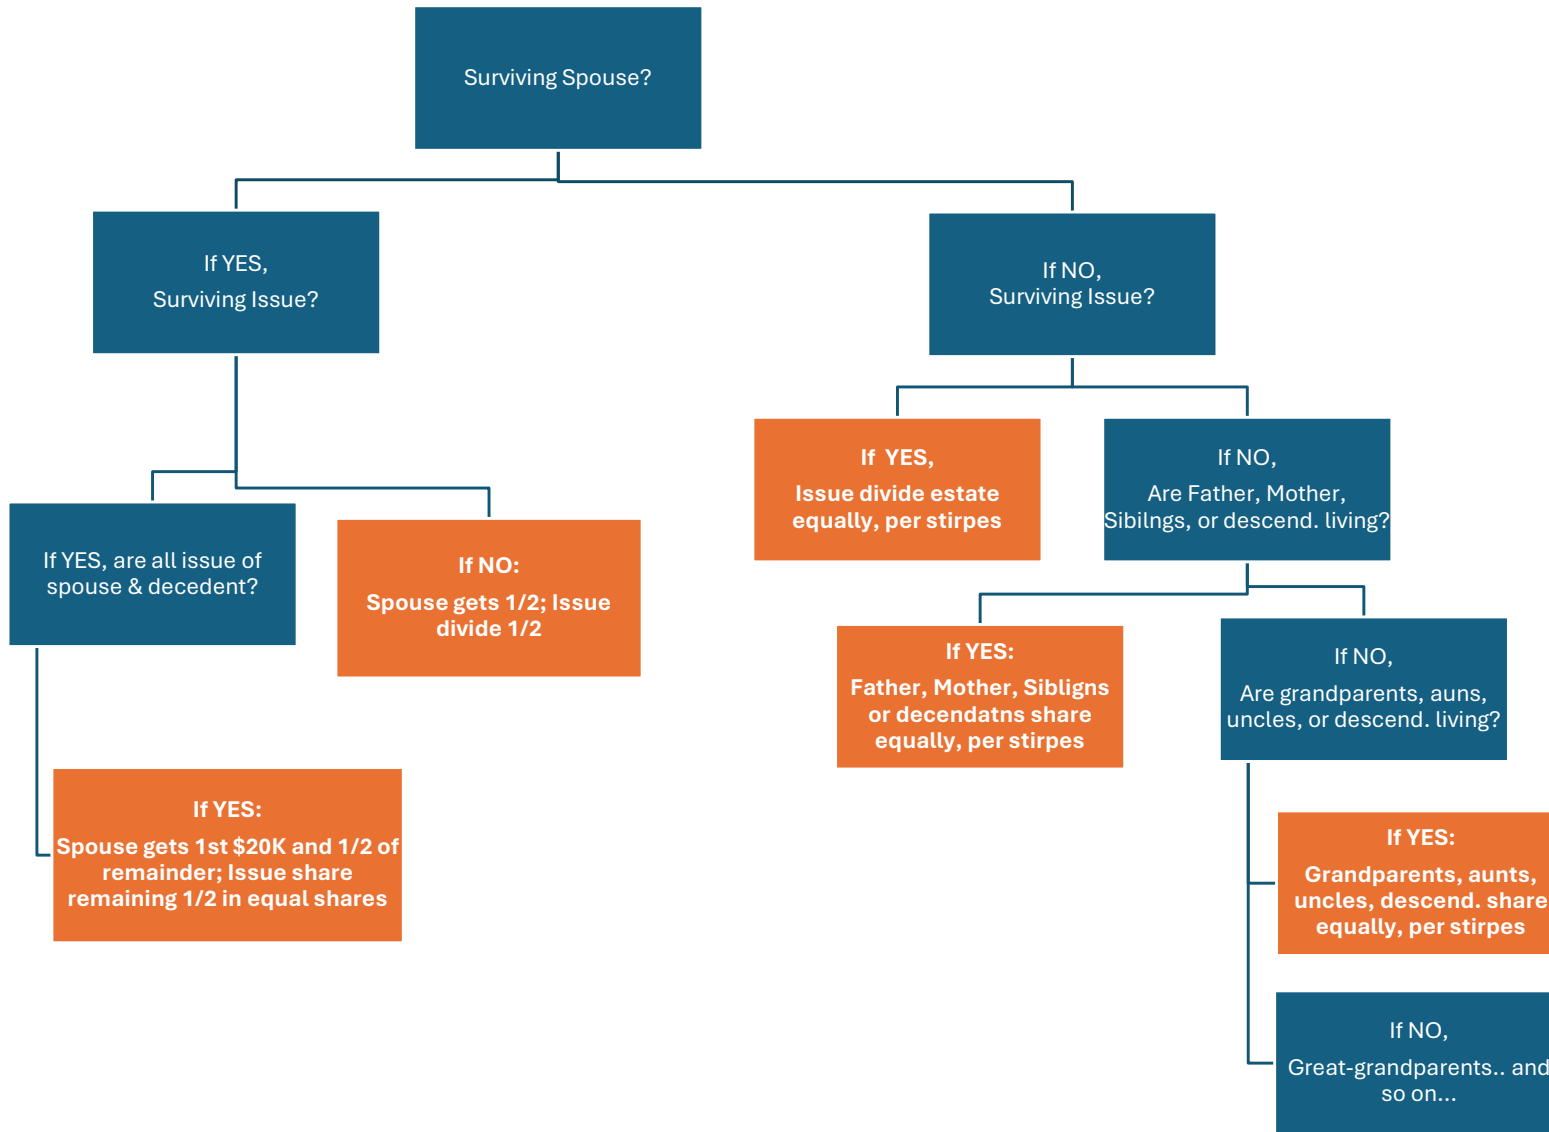 Surviving Spouse?
If YES,
Surviving Issue?
If NO,
Surviving Issue?
If YES,
Issue divide estate
equally, per stirpes
If NO,
Are Father, Mother,
Sibilngs, or descend. living?
If YES, are all issue of
spouse & decedent?
If NO:
Spouse gets 1/2; Issue
divide 1/2
If YES:
Father, Mother, Sibligns
or decendatns share
equally, per stirpes
If NO,
Are grandparents, auns,
uncles, or descend. living?
If YES:
Spouse gets 1st $20K and 1/2 of
remainder; Issue share
remaining 1/2 in equal shares
If YES:
Grandparents, aunts,
uncles, descend. share
equally, per stirpes
If NO,
Great-grandparents.. and
so on...